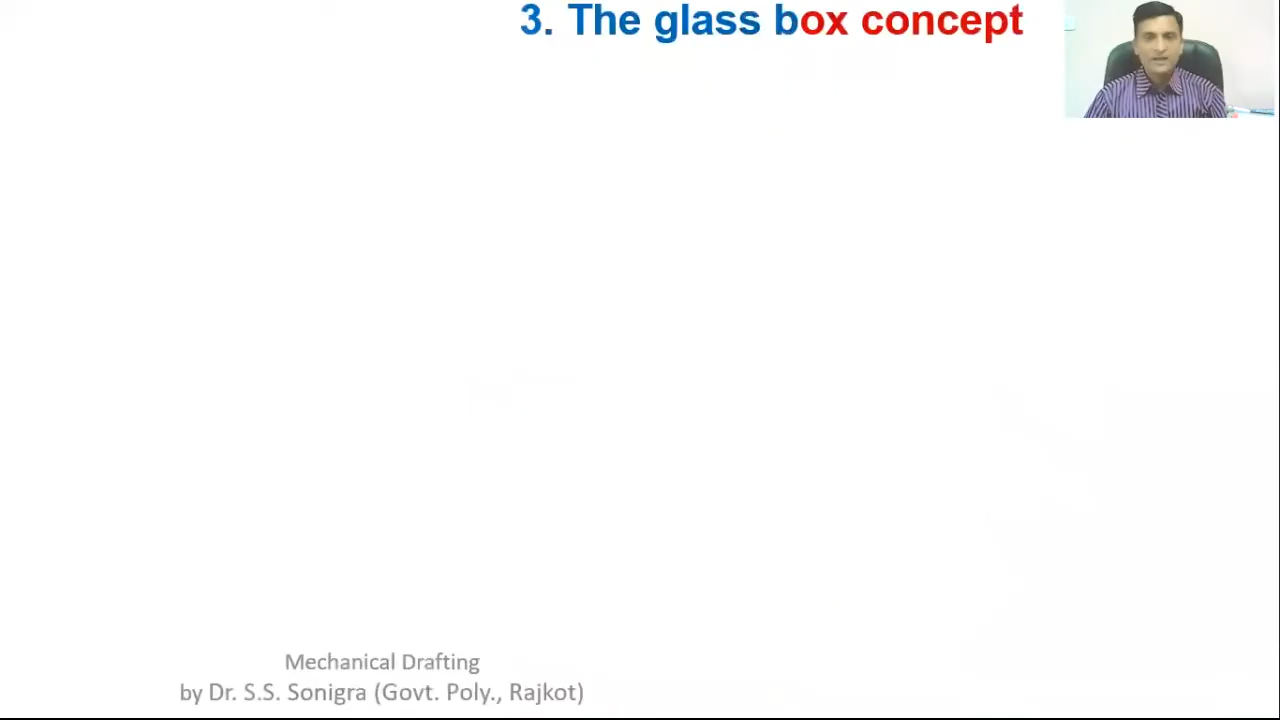 3. The glass box concept
Mechanical Drafting
by Dr. S.S. Sonigra (Govt. Poly., Rajkot)